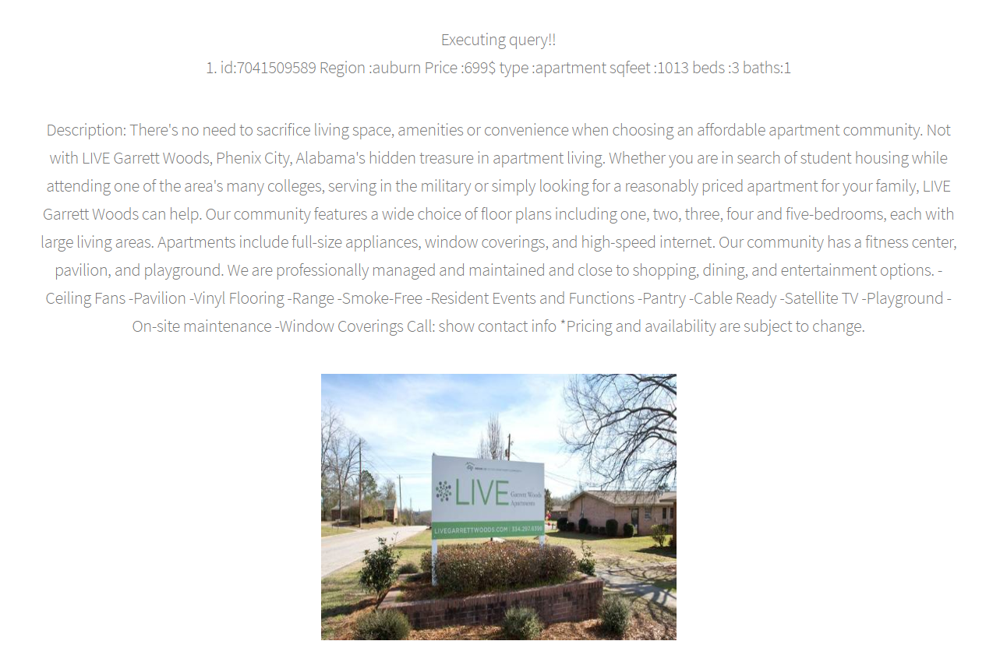 Executing query!!
1. id:7041509589 Region :auburn Price :699$ type :apartment sqfeet :1013 beds :3 baths:1
Description: There's no need to sacrifice living space, amenities or convenience when choosing an affordable apartment community. Not
with LIVE Garrett Woods, Phenix City, Alabama's hidden treasure in apartment living. Whether you are in search of student housing while
attending one of the area's many colleges, serving in the military or simply looking for a reasonably priced apartment for your family, LIVE
Garrett Woods can help. Our community features a wide choice of floor plans including one, two, three, four and five-bedrooms, each with
large living areas. Apartments include full-size appliances, window coverings, and high-speed internet. Our community has a fitness center,
pavilion, and playground. We are professionally managed and maintained and close to shopping, dining, and entertainment options. -
Ceiling Fans -Pavilion -Vinyl Flooring -Range -Smoke-Free -Resident Events and Functions -Pantry -Cable Ready -Satellite TV -Playground -
On-site maintenance -Window Coverings Call: show contact info *Pricing and availability are subject to change.
LIVE Garrett Woods
Apartments
LIVEGARRETTWOODS.COM | 334.297.6399